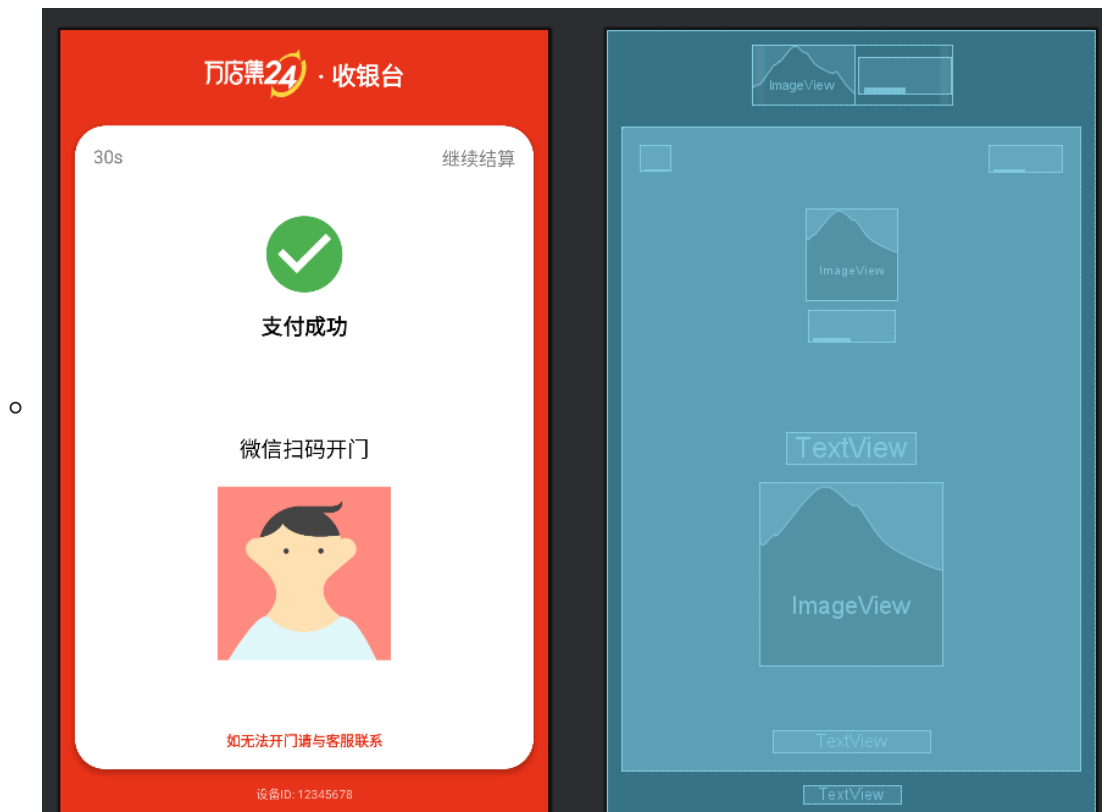 万店集24 · 收银台
30s
继续结算
支付成功
微信扫码开门
如无法开门请与客服联系
设备ID: 12345678
ImageView
ImageView
TextView
ImageView
TextView
TextView